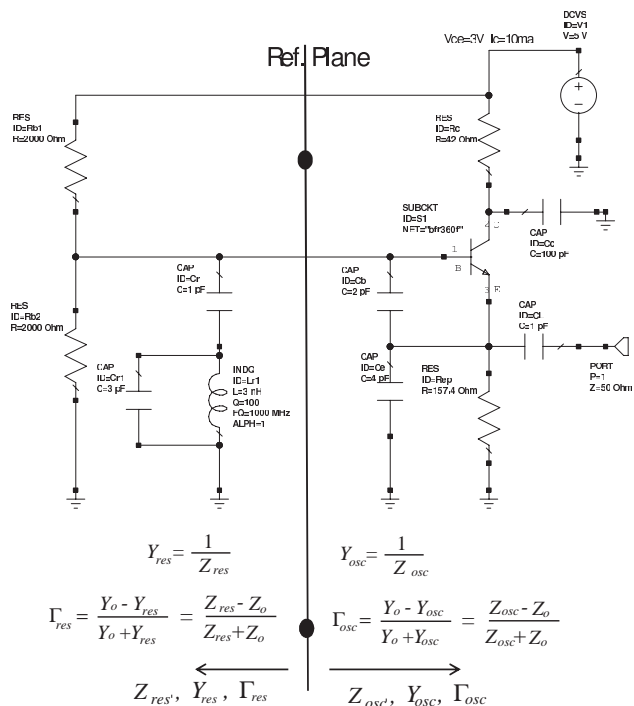 DCVS
ID=V1
V=5 V
Vce=3V Ic=10ma
Ref. Plane
RES
ID=Rb1
R=2000 Ohm
RES
ID=Rc
R=42 Ohm
SUBCKT
ID=S1
NET="bfr360f"
CAP
ID=Cc
C=100 pF
1
B
3
E
CAP
ID=Cr
C=1 pF
CAP
ID=Cb
C=2 pF
RES
ID=Rb2
R=2000 Ohm
CAP
ID=Cr1
C=3 pF
INDQ
ID=Lr1
L=3 nH
Q=100
FQ=1000 MHz
ALPH=1
CAP
ID=Ce
C=4 pF
RES
ID=Rep
R=157.4 Ohm
CAP
ID=CL
C=1 pF
PORT
P=1
Z=50 Ohm
Y_res = 1 / Z_res
Y_osc = 1 / Z_osc
Γ_res = (Y_o - Y_res) / (Y_o + Y_res) = (Z_res - Z_o) / (Z_res + Z_o)
Γ_osc = (Y_o - Y_osc) / (Y_o + Y_osc) = (Z_osc - Z_o) / (Z_osc + Z_o)
Z_res, Y_res, Γ_res
Z_osc, Y_osc, Γ_osc